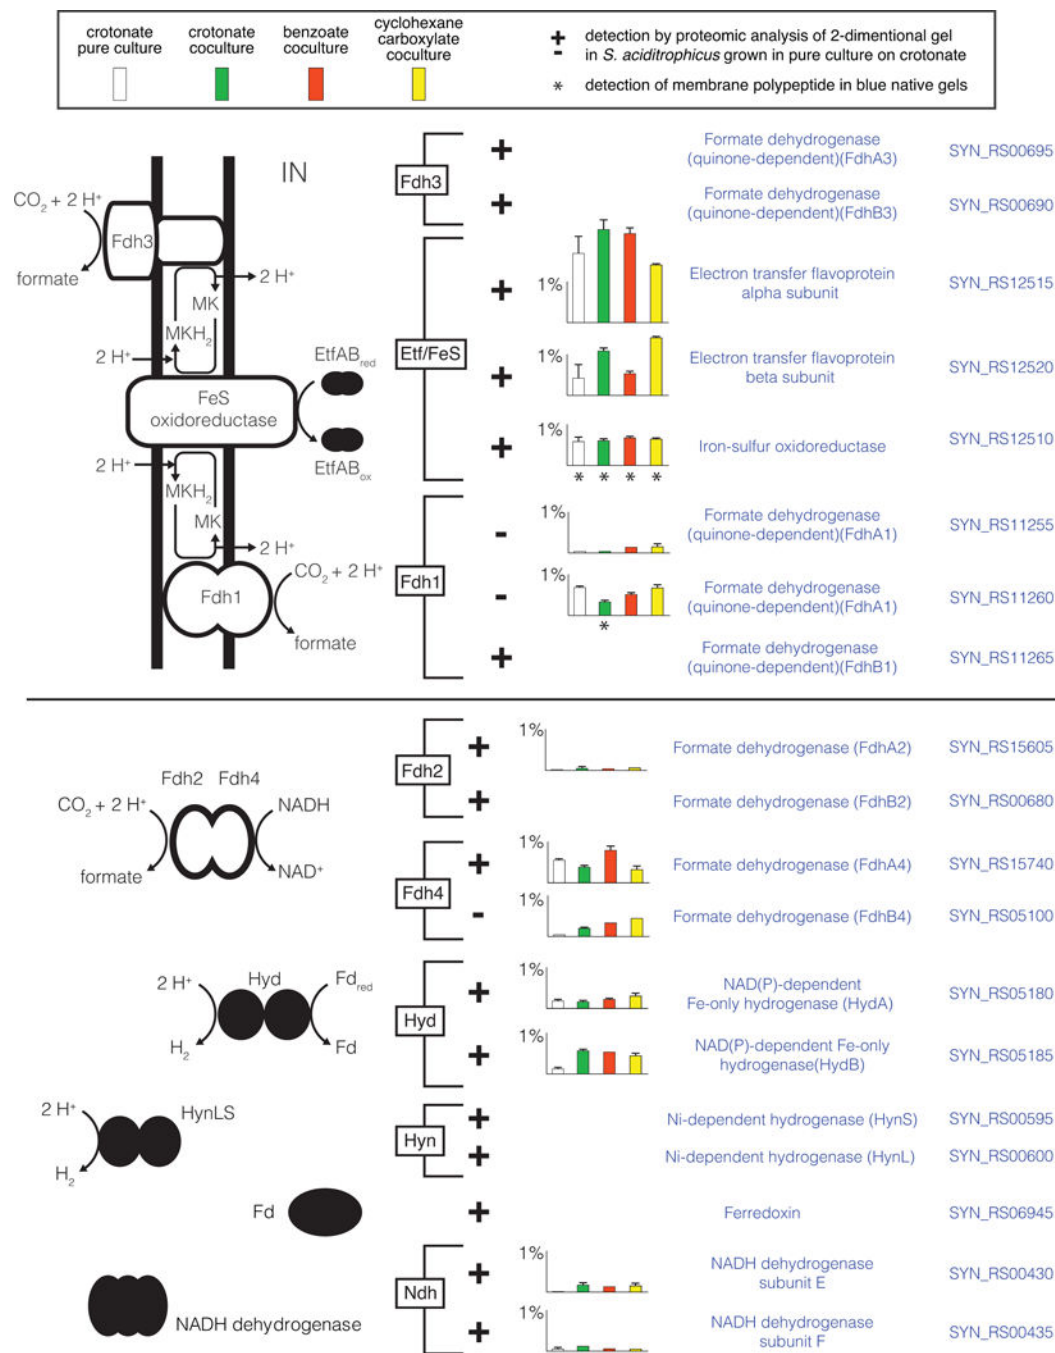 crotonate
pure culture
crotonate
coculture
benzoate
coculture
cyclohexane
carboxylate
coculture
+ detection by proteomic analysis of 2-dimentional gel
- in S. aciditrophicus grown in pure culture on crotonate
* detection of membrane polypeptide in blue native gels
IN
CO₂ + 2 H⁺
Fdh3
formate
2 H⁺
MK
MKH₂
2 H⁺
EtfAB red
FeS
oxidoreductase
EtfAB ox
2 H⁺
MKH₂
MK
2 H⁺
CO₂ + 2 H⁺
Fdh1
formate
Fdh3
+
Formate dehydrogenase
(quinone-dependent)(FdhA3)
SYN_RS00695
+
Formate dehydrogenase
(quinone-dependent)(FdhB3)
SYN_RS00690
Etf/FeS
+
1%
Electron transfer flavoprotein
alpha subunit
SYN_RS12515
+
1%
Electron transfer flavoprotein
beta subunit
SYN_RS12520
+
1%
* * * *
Iron-sulfur oxidoreductase
SYN_RS12510
Fdh1
-
1%
Formate dehydrogenase
(quinone-dependent)(FdhA1)
SYN_RS11255
-
1%
*
Formate dehydrogenase
(quinone-dependent)(FdhA1)
SYN_RS11260
+
Formate dehydrogenase
(quinone-dependent)(FdhB1)
SYN_RS11265
Fdh2 Fdh4
CO₂ + 2 H⁺
NADH
formate
NAD⁺
Fdh2
+
1%
Formate dehydrogenase (FdhA2)
SYN_RS15605
+
Formate dehydrogenase (FdhB2)
SYN_RS00680
Fdh4
+
1%
Formate dehydrogenase (FdhA4)
SYN_RS15740
-
1%
Formate dehydrogenase (FdhB4)
SYN_RS05100
2 H⁺
Hyd
Fd red
H₂
Fd
Hyd
+
1%
NAD(P)-dependent
Fe-only hydrogenase (HydA)
SYN_RS05180
+
1%
NAD(P)-dependent Fe-only
hydrogenase(HydB)
SYN_RS05185
2 H⁺
HynLS
H₂
Hyn
+
Ni-dependent hydrogenase (HynS)
SYN_RS00595
+
Ni-dependent hydrogenase (HynL)
SYN_RS00600
Fd
+
Ferredoxin
SYN_RS06945
NADH dehydrogenase
Ndh
+
1%
NADH dehydrogenase
subunit E
SYN_RS00430
+
1%
NADH dehydrogenase
subunit F
SYN_RS00435